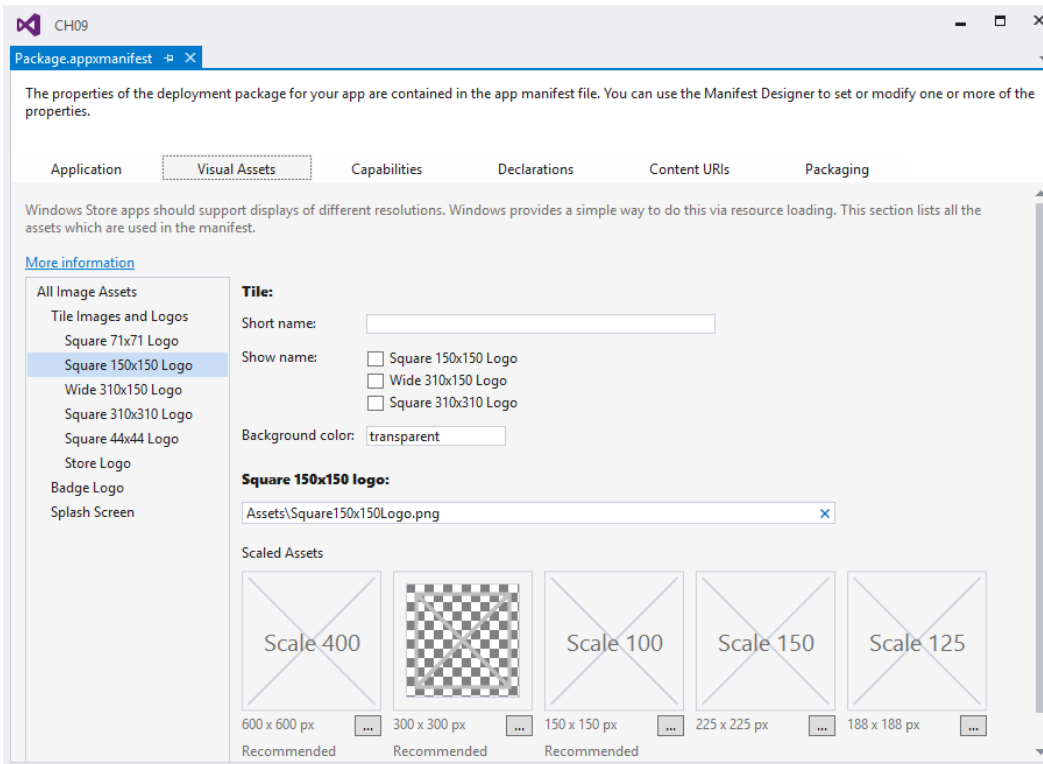 CH09
Package.appxmanifest
The properties of the deployment package for your app are contained in the app manifest file. You can use the Manifest Designer to set or modify one or more of the
properties.
Application Visual Assets Capabilities Declarations Content URIs Packaging
Windows Store apps should support displays of different resolutions. Windows provides a simple way to do this via resource loading. This section lists all the
assets which are used in the manifest.
More information
All Image Assets
Tile Images and Logos
Square 71x71 Logo
Square 150x150 Logo
Wide 310x150 Logo
Square 310x310 Logo
Square 44x44 Logo
Store Logo
Badge Logo
Splash Screen
Tile:
Short name:
Show name:
Square 150x150 Logo
Wide 310x150 Logo
Square 310x310 Logo
Background color: transparent
Square 150x150 logo:
Assets\Square150x150Logo.png
Scaled Assets
Scale 400 Scale 100 Scale 150 Scale 125
600 x 600 px ... 300 x 300 px ... 150 x 150 px ... 225 x 225 px ... 188 x 188 px ...
Recommended Recommended Recommended